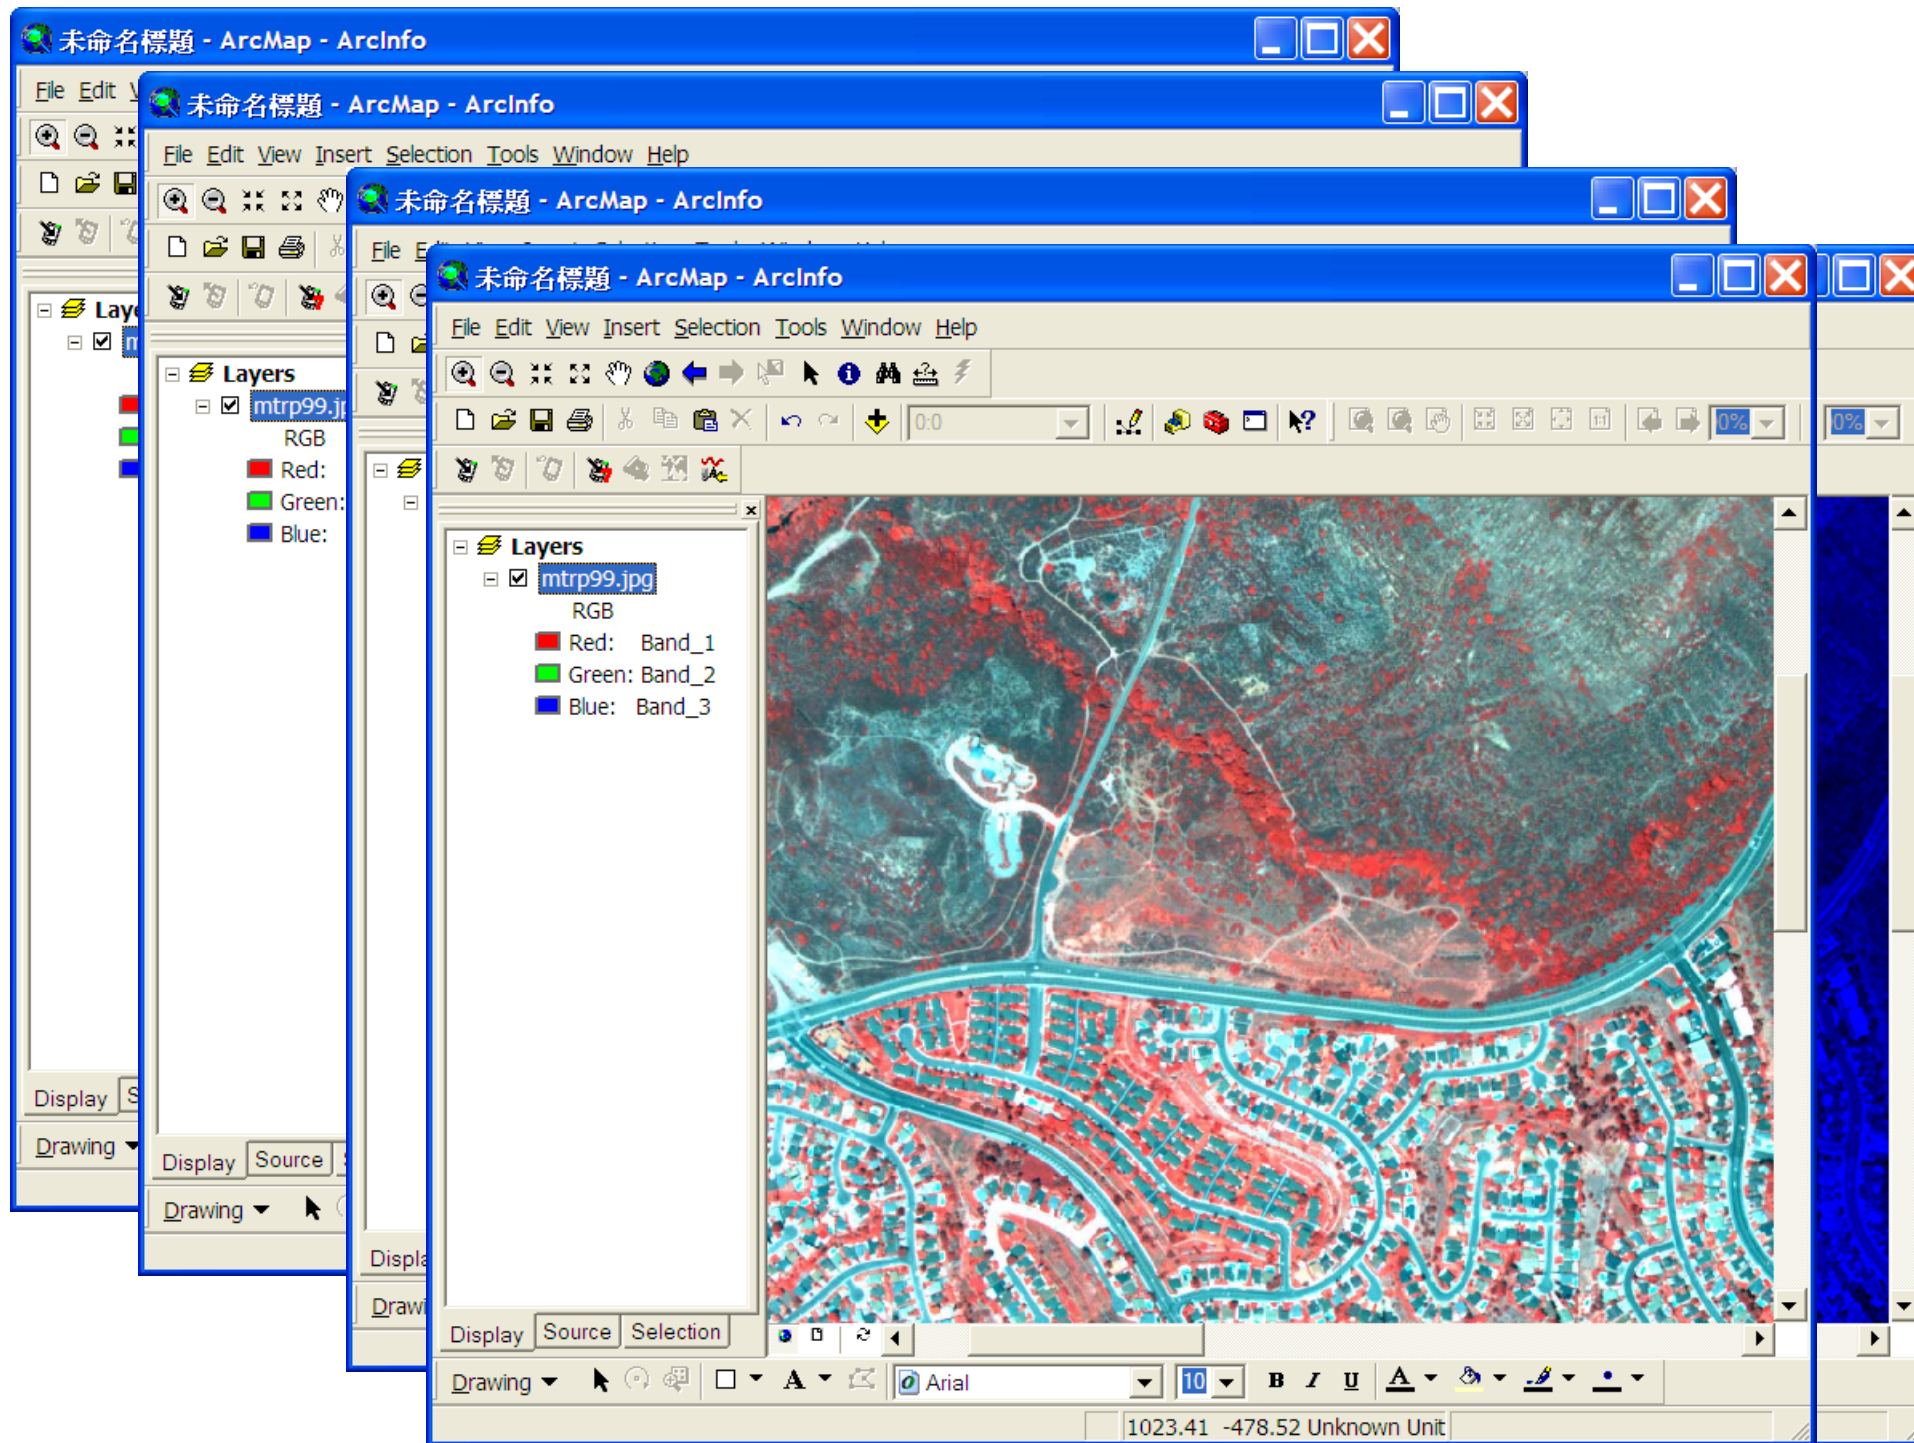 未命名標題 - ArcMap - ArcInfo
File Edit
Display
Drawing
未命名標題 - ArcMap - ArcInfo
File Edit View Insert Selection Tools Window Help
Layers
RGB
Red:
Green:
Blue:
Display Source
Drawing
未命名標題 - ArcMap - ArcInfo
File
未命名標題 - ArcMap - ArcInfo
File Edit View Insert Selection Tools Window Help
0:0
1:1
0%
0%
Layers
mtrp99.jpg
RGB
Red: Band_1
Green: Band_2
Blue: Band_3
Display Source Selection
Drawing A Arial 10 B I U A
1023.41 -478.52 Unknown Unit